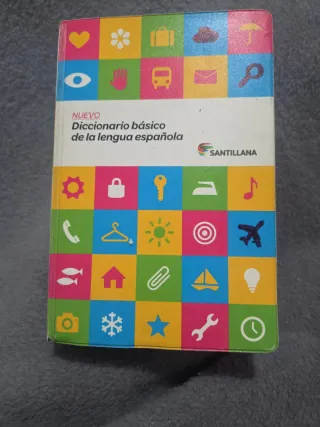 NUEVO
Diccionario básico
de la lengua española
SANTILLANA